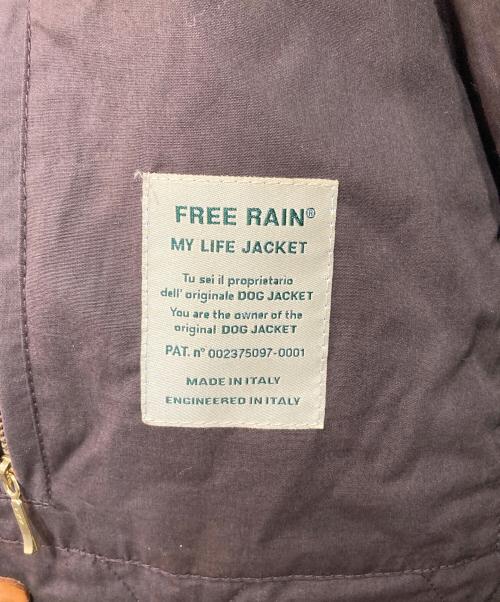 FREE RAIN®
MY LIFE JACKET
Tu sei il proprietario
dell' originale DOG JACKET
You are the owner of the
original DOG JACKET
PAT. n° 002375097-0001
MADE IN ITALY
ENGINEERED IN ITALY